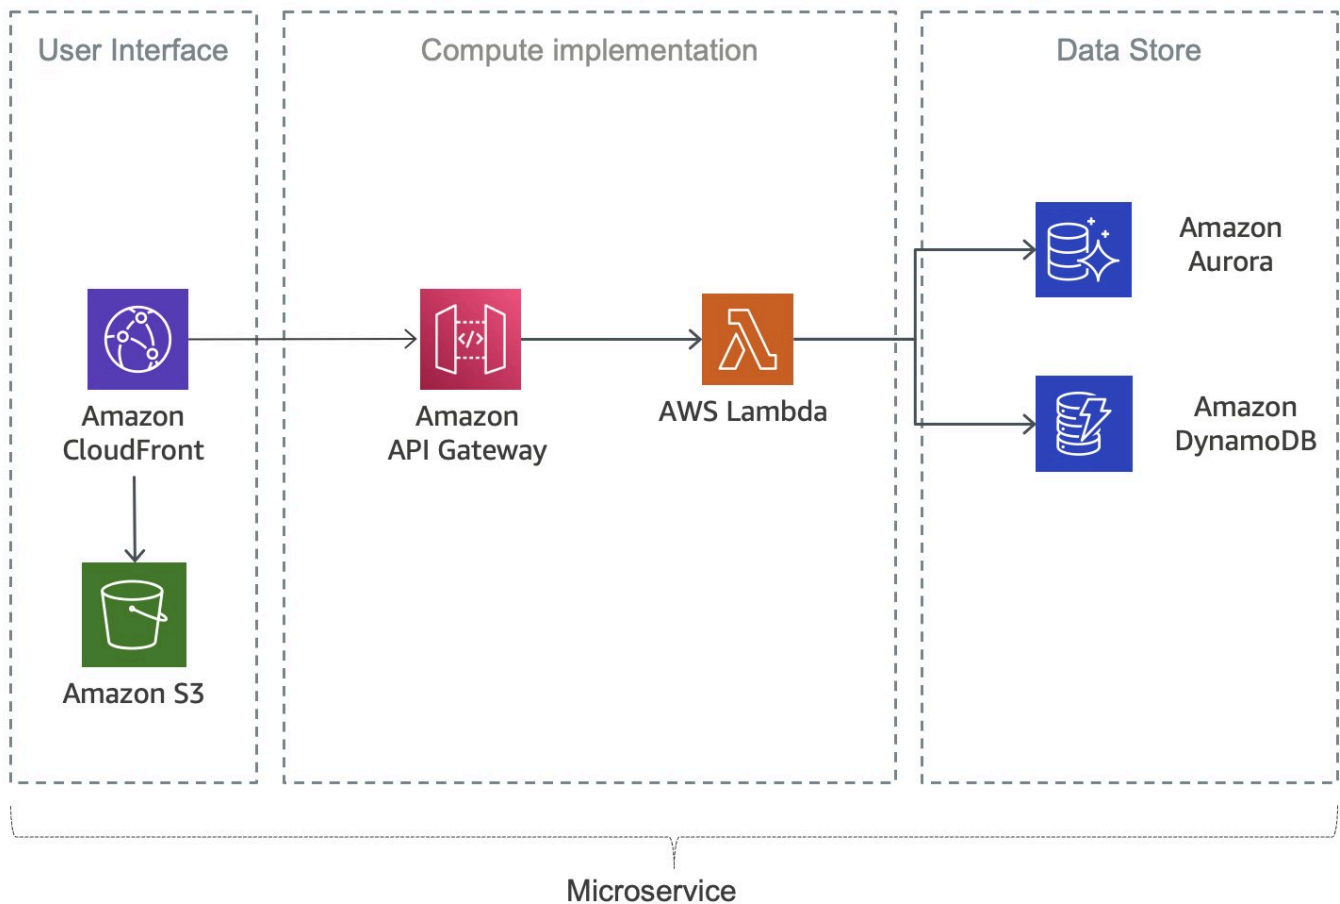 User Interface
Compute implementation
Data Store
Amazon
Aurora
</>
Amazon
CloudFront
Amazon
API Gateway
AWS Lambda
Amazon
DynamoDB
Amazon S3
Microservice